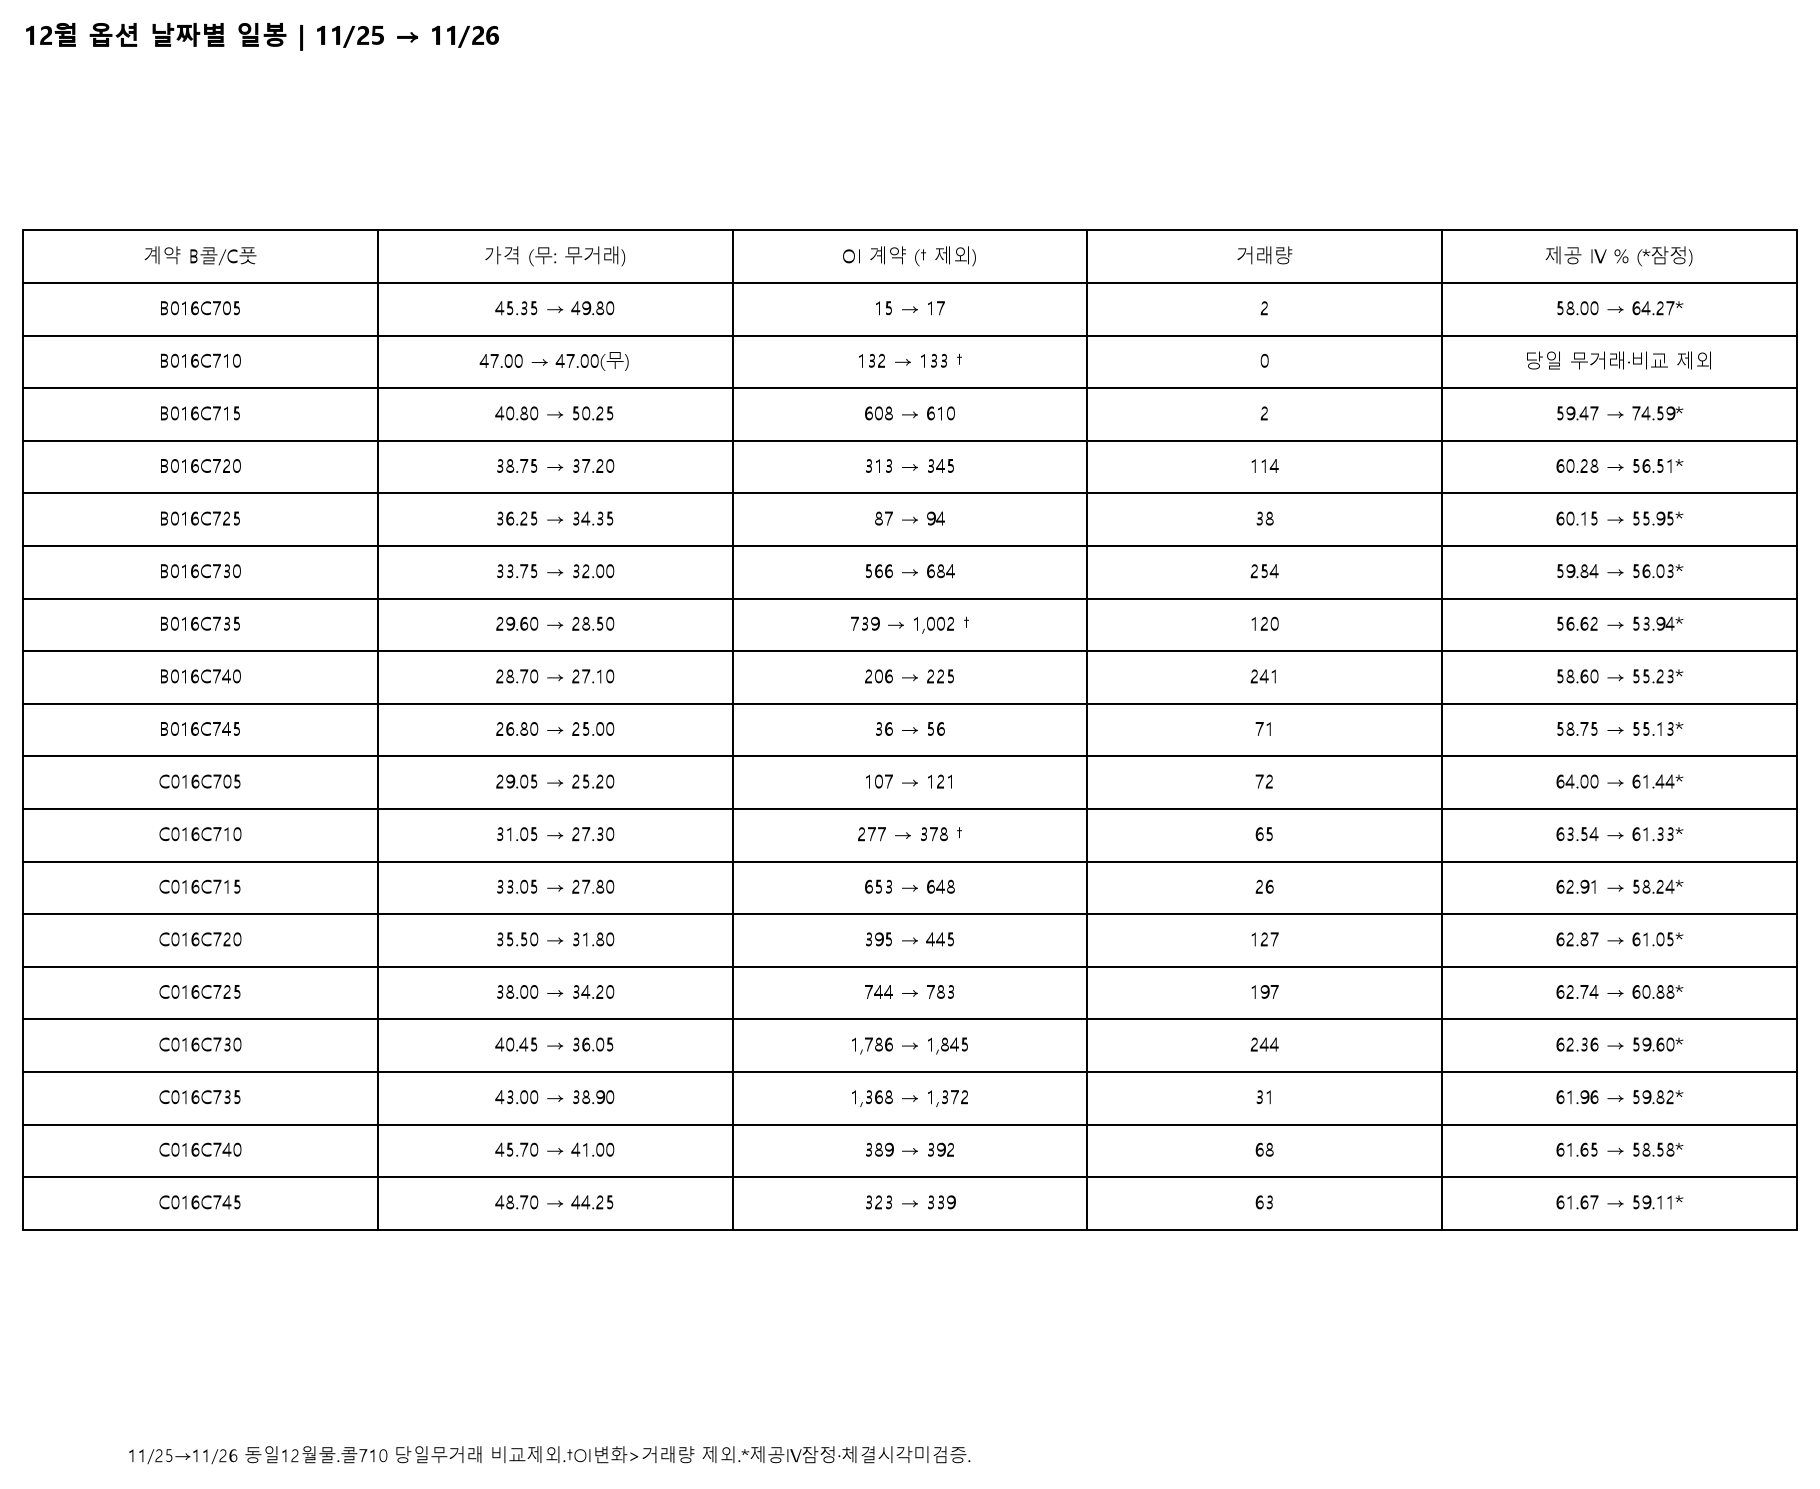 12월 옵션 날짜별 일봉 | 11/25 → 11/26
계약 B콜/C풋 가격 (무: 무거래) OI 계약 († 제외) 거래량 제공 IV % (*잠정)
B016C705 45.35 → 49.80 15 → 17 2 58.00 → 64.27*
B016C710 47.00 → 47.00(무) 132 → 133 † 0 당일 무거래·비교 제외
B016C715 40.80 → 50.25 608 → 610 2 59.47 → 74.59*
B016C720 38.75 → 37.20 313 → 345 114 60.28 → 56.51*
B016C725 36.25 → 34.35 87 → 94 38 60.15 → 55.95*
B016C730 33.75 → 32.00 566 → 684 254 59.84 → 56.03*
B016C735 29.60 → 28.50 739 → 1,002 † 120 56.62 → 53.94*
B016C740 28.70 → 27.10 206 → 225 241 58.60 → 55.23*
B016C745 26.80 → 25.00 36 → 56 71 58.75 → 55.13*
C016C705 29.05 → 25.20 107 → 121 72 64.00 → 61.44*
C016C710 31.05 → 27.30 277 → 378 † 65 63.54 → 61.33*
C016C715 33.05 → 27.80 653 → 648 26 62.91 → 58.24*
C016C720 35.50 → 31.80 395 → 445 127 62.87 → 61.05*
C016C725 38.00 → 34.20 744 → 783 197 62.74 → 60.88*
C016C730 40.45 → 36.05 1,786 → 1,845 244 62.36 → 59.60*
C016C735 43.00 → 38.90 1,368 → 1,372 31 61.96 → 59.82*
C016C740 45.70 → 41.00 389 → 392 68 61.65 → 58.58*
C016C745 48.70 → 44.25 323 → 339 63 61.67 → 59.11*
11/25→11/26 동일12월물.콜710 당일무거래 비교제외.†OI변화>거래량 제외.*제공IV잠정·체결시각미검증.